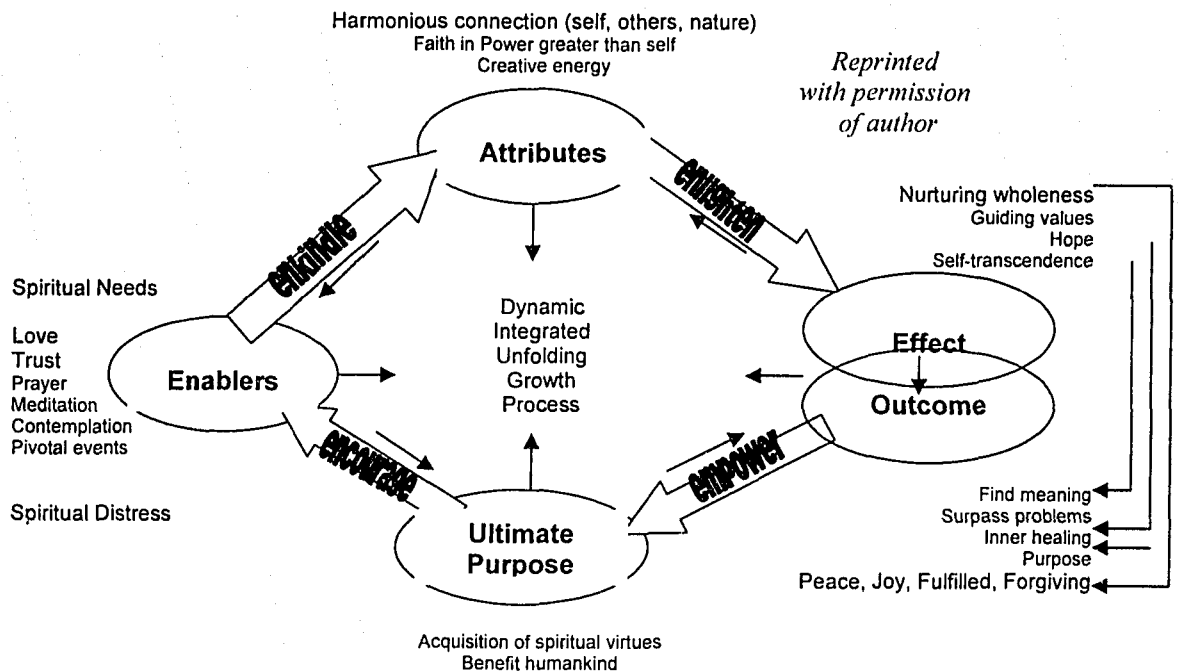 Harmonious connection (self, others, nature)
Faith in Power greater than self
Creative energy
Reprinted
with permission
of author
Attributes
enkindle
enlighten
Nurturing wholeness
Guiding values
Hope
Self-transcendence
Spiritual Needs
Love
Trust
Prayer
Meditation
Contemplation
Pivotal events
Enablers
Dynamic
Integrated
Unfolding
Growth
Process
Effect
Outcome
encourage
empower
Spiritual Distress
Ultimate
Purpose
Find meaning
Surpass problems
Inner healing
Purpose
Peace, Joy, Fulfilled, Forgiving
Acquisition of spiritual virtues
Benefit humankind